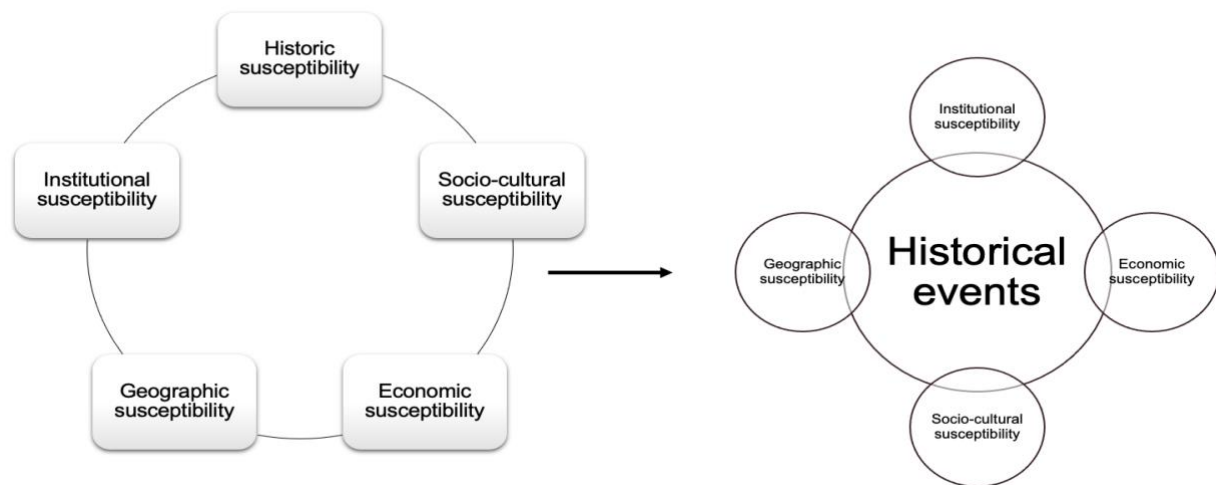 Historic
susceptibility
Institutional
susceptibility
Socio-cultural
susceptibility
Geographic
susceptibility
Economic
susceptibility
Institutional
susceptibility
Geographic
susceptibility
Historical
events
Economic
susceptibility
Socio-cultural
susceptibility